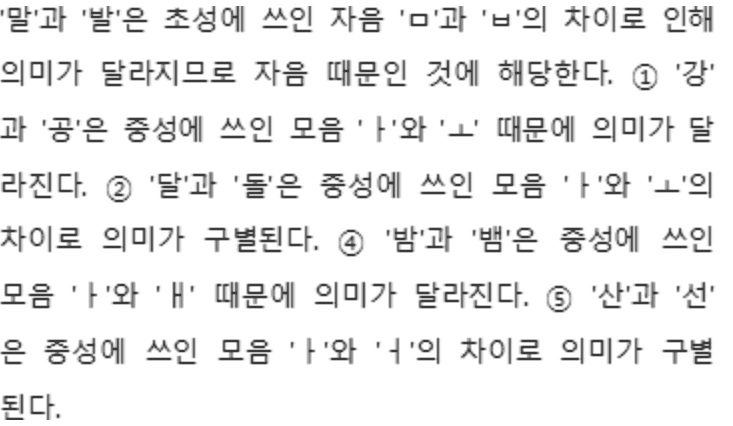 '말'과 '발'은 초성에 쓰인 자음 'ㅁ'과 'ㅂ'의 차이로 인해
의미가 달라지므로 자음 때문인 것에 해당한다. ① '강'
과 '공'은 중성에 쓰인 모음 'ㅏ'와 'ㅗ' 때문에 의미가 달
라진다. ② '달'과 '돌'은 중성에 쓰인 모음 'ㅏ'와 'ㅗ'의
차이로 의미가 구별된다. ④ '밤'과 '뱀'은 중성에 쓰인
모음 'ㅏ'와 'ㅐ' 때문에 의미가 달라진다. ⑤ '산'과 '선'
은 중성에 쓰인 모음 'ㅏ'와 'ㅓ'의 차이로 의미가 구별
된다.